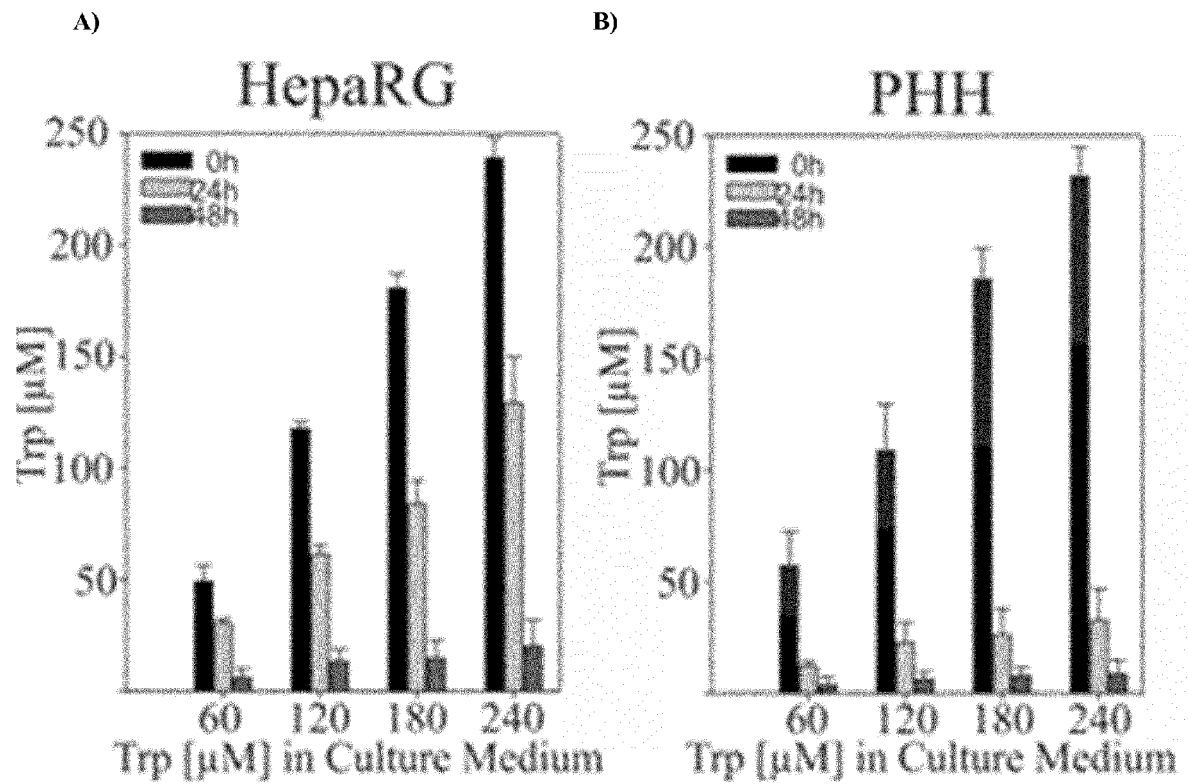 A)
HepaRG
250
200
150
100
50
0h
24h
48h
Trp [µM]
60 120 180 240
Trp [µM] in Culture Medium
B)
PHH
250
200
150
100
50
0h
24h
48h
Trp [µM]
60 120 180 240
Trp [µM] in Culture Medium